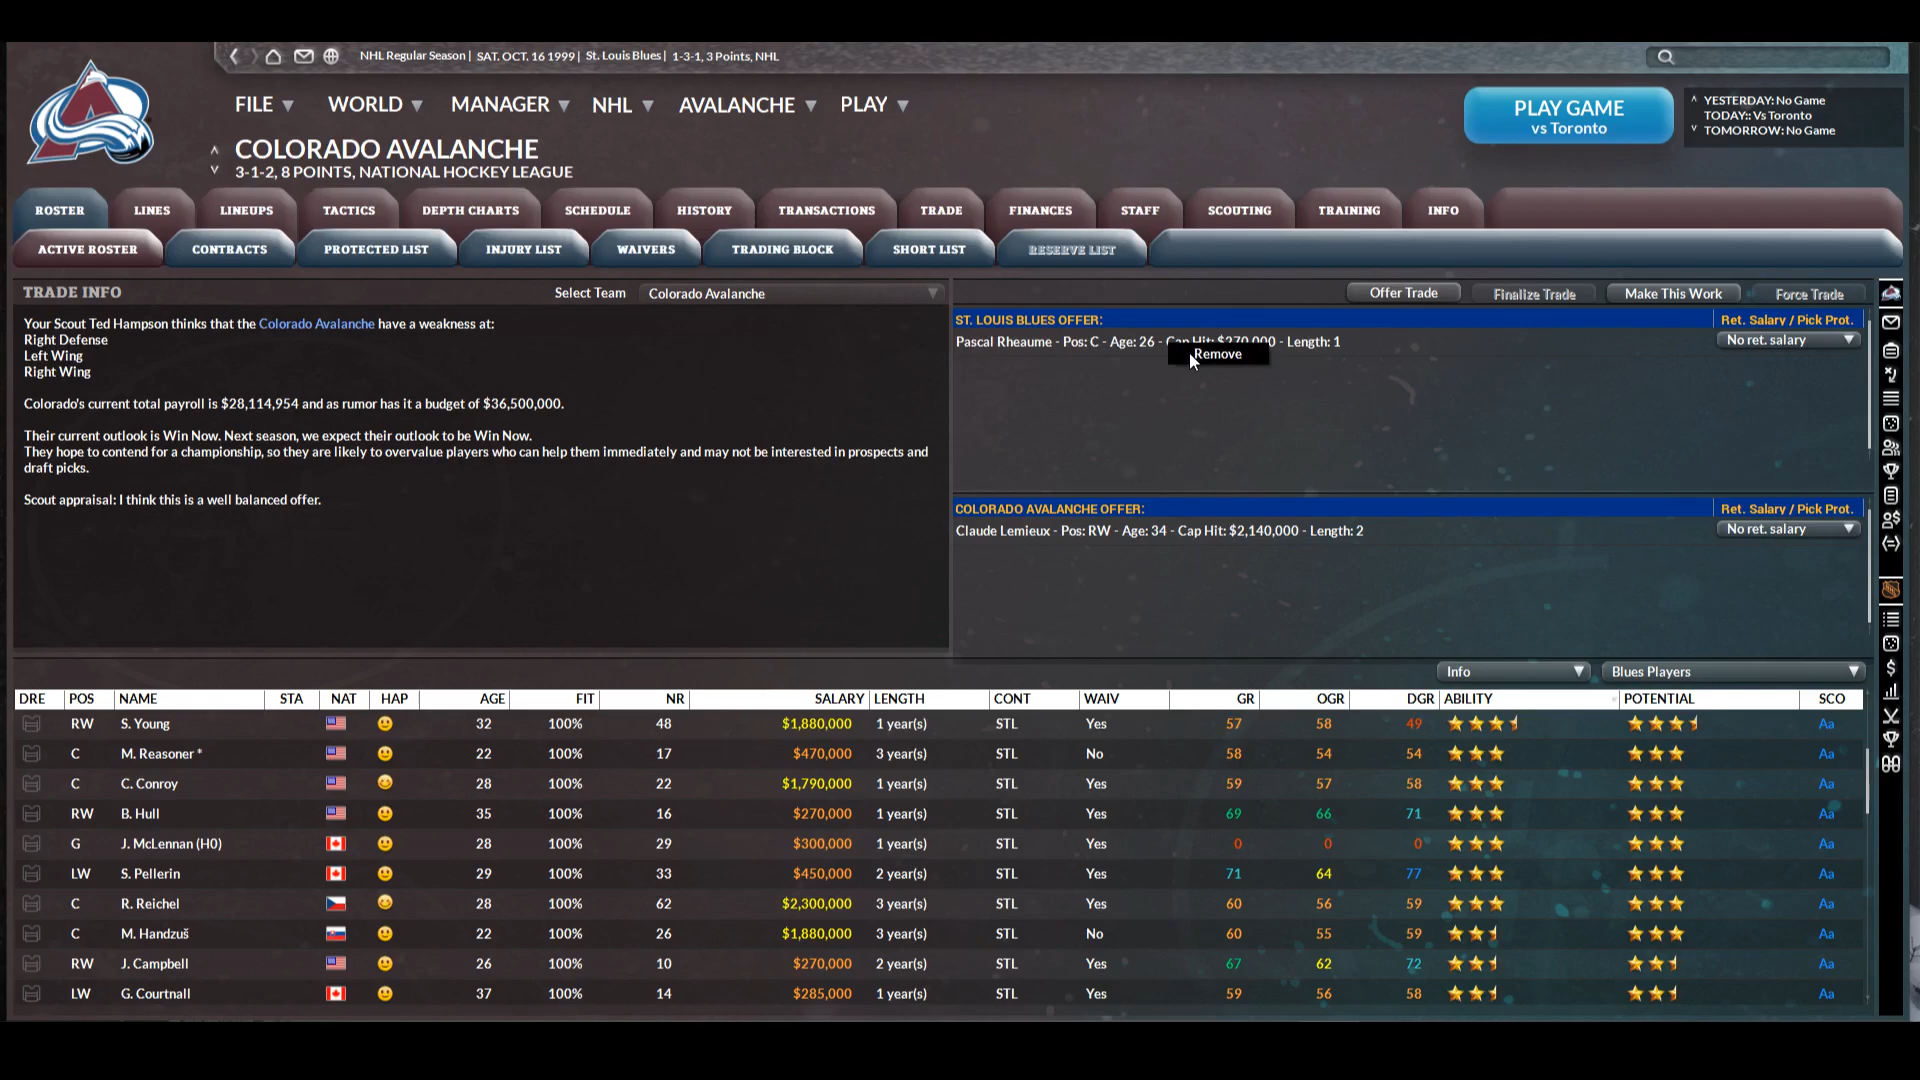 NHL Regular Season | SAT. OCT. 16 1999 | St. Louis Blues | 1-3-1, 3 Points, NHL
FILE WORLD MANAGER NHL AVALANCHE PLAY
PLAY GAME
vs Toronto
YESTERDAY: No Game
TODAY:: Vs Toronto
TOMORROW: No Game
COLORADO AVALANCHE
3-1-2, 8 POINTS, NATIONAL HOCKEY LEAGUE
ROSTER LINES LINEUPS TACTICS DEPTH CHARTS SCHEDULE HISTORY TRANSACTIONS TRADE FINANCES STAFF SCOUTING TRAINING INFO
ACTIVE ROSTER CONTRACTS PROTECTED LIST INJURY LIST WAIVERS TRADING BLOCK SHORT LIST RESERVE LIST
TRADE INFO Select Team Colorado Avalanche
Your Scout Ted Hampson thinks that the Colorado Avalanche have a weakness at:
Right Defense
Left Wing
Right Wing
Colorado's current total payroll is $28,114,954 and as rumor has it a budget of $36,500,000.
Their current outlook is Win Now. Next season, we expect their outlook to be Win Now.
They hope to contend for a championship, so they are likely to overvalue players who can help them immediately and may not be interested in prospects and
draft picks.
Scout appraisal: I think this is a well balanced offer.
Offer Trade Finalize Trade Make This Work Force Trade
ST. LOUIS BLUES OFFER: Ret. Salary / Pick Prot.
Pascal Rheaume - Pos: C - Age: 26 - Cap Hit: $270,000 - Length: 1 No ret. salary
Remove
COLORADO AVALANCHE OFFER: Ret. Salary / Pick Prot.
Claude Lemieux - Pos: RW - Age: 34 - Cap Hit: $2,140,000 - Length: 2 No ret. salary
Info Blues Players
DRE POS NAME STA NAT HAP AGE FIT NR SALARY LENGTH CONT WAIV GR OGR DGR ABILITY POTENTIAL SCO
RW S. Young 32 100% 48 $1,880,000 1 year(s) STL Yes 57 58 49 Aa
C M. Reasoner * 22 100% 17 $470,000 3 year(s) STL No 58 54 54 Aa
C C. Conroy 28 100% 22 $1,790,000 1 year(s) STL Yes 59 57 58 Aa
RW B. Hull 35 100% 16 $270,000 1 year(s) STL Yes 69 66 71 Aa
G J. McLennan (H0) 28 100% 29 $300,000 1 year(s) STL Yes 0 0 0 Aa
LW S. Pellerin 29 100% 33 $450,000 2 year(s) STL Yes 71 64 77 Aa
C R. Reichel 28 100% 62 $2,300,000 3 year(s) STL Yes 60 56 59 Aa
C M. Handzuš 22 100% 26 $1,880,000 3 year(s) STL No 60 55 59 Aa
RW J. Campbell 26 100% 10 $270,000 2 year(s) STL Yes 67 62 72 Aa
LW G. Courtnall 37 100% 14 $285,000 1 year(s) STL Yes 59 56 58 Aa